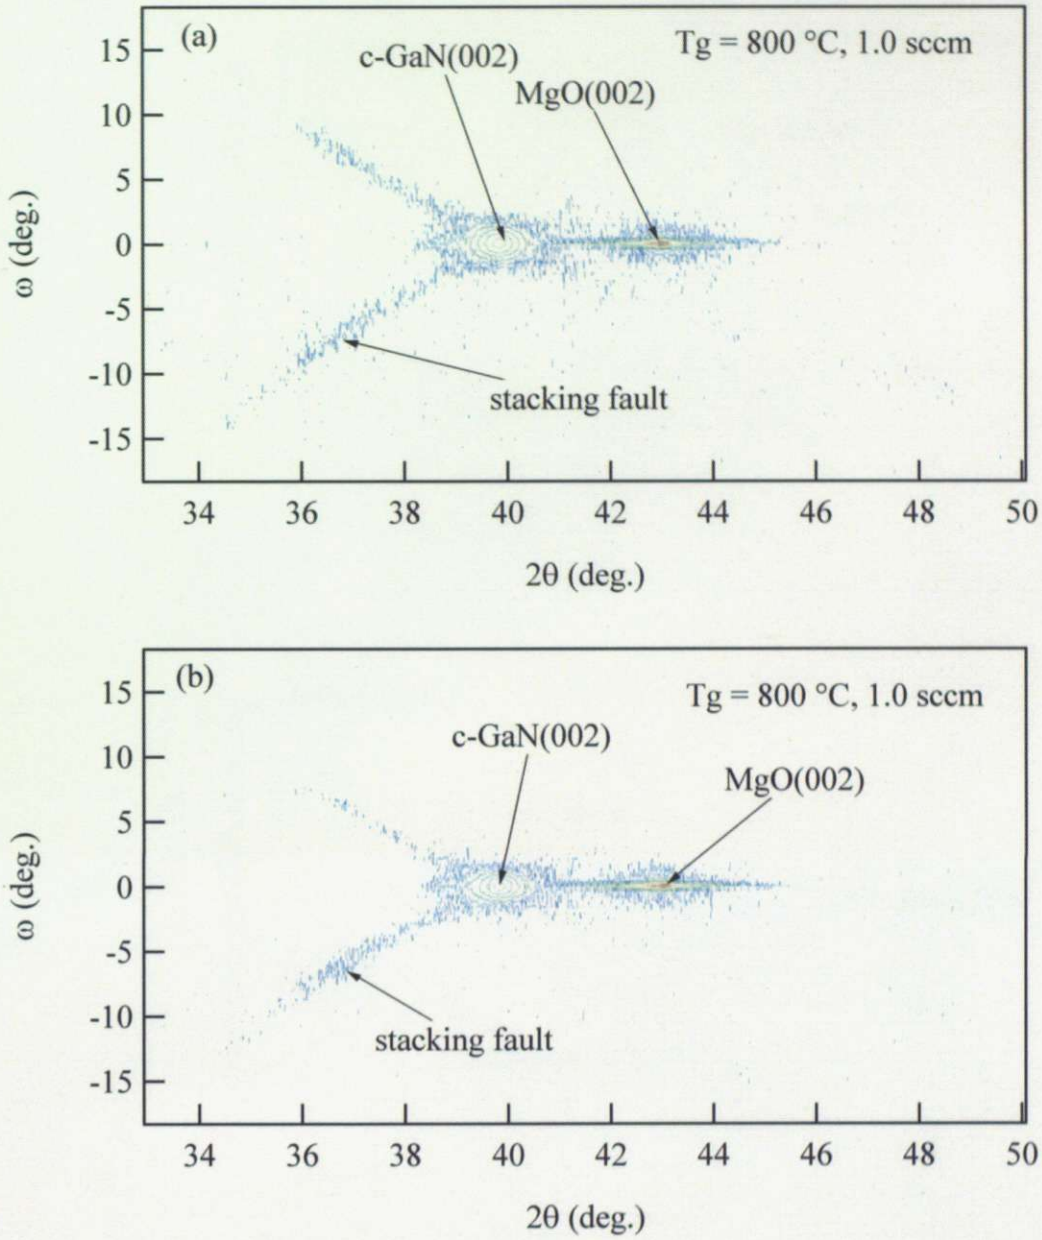 (a)
Tg = 800 °C, 1.0 sccm
c-GaN(002)
MgO(002)
stacking fault
15
10
5
0
-5
-10
-15
ω (deg.)
34 36 38 40 42 44 46 48 50
2θ (deg.)
(b)
Tg = 800 °C, 1.0 sccm
c-GaN(002)
MgO(002)
stacking fault
15
10
5
0
-5
-10
-15
ω (deg.)
34 36 38 40 42 44 46 48 50
2θ (deg.)